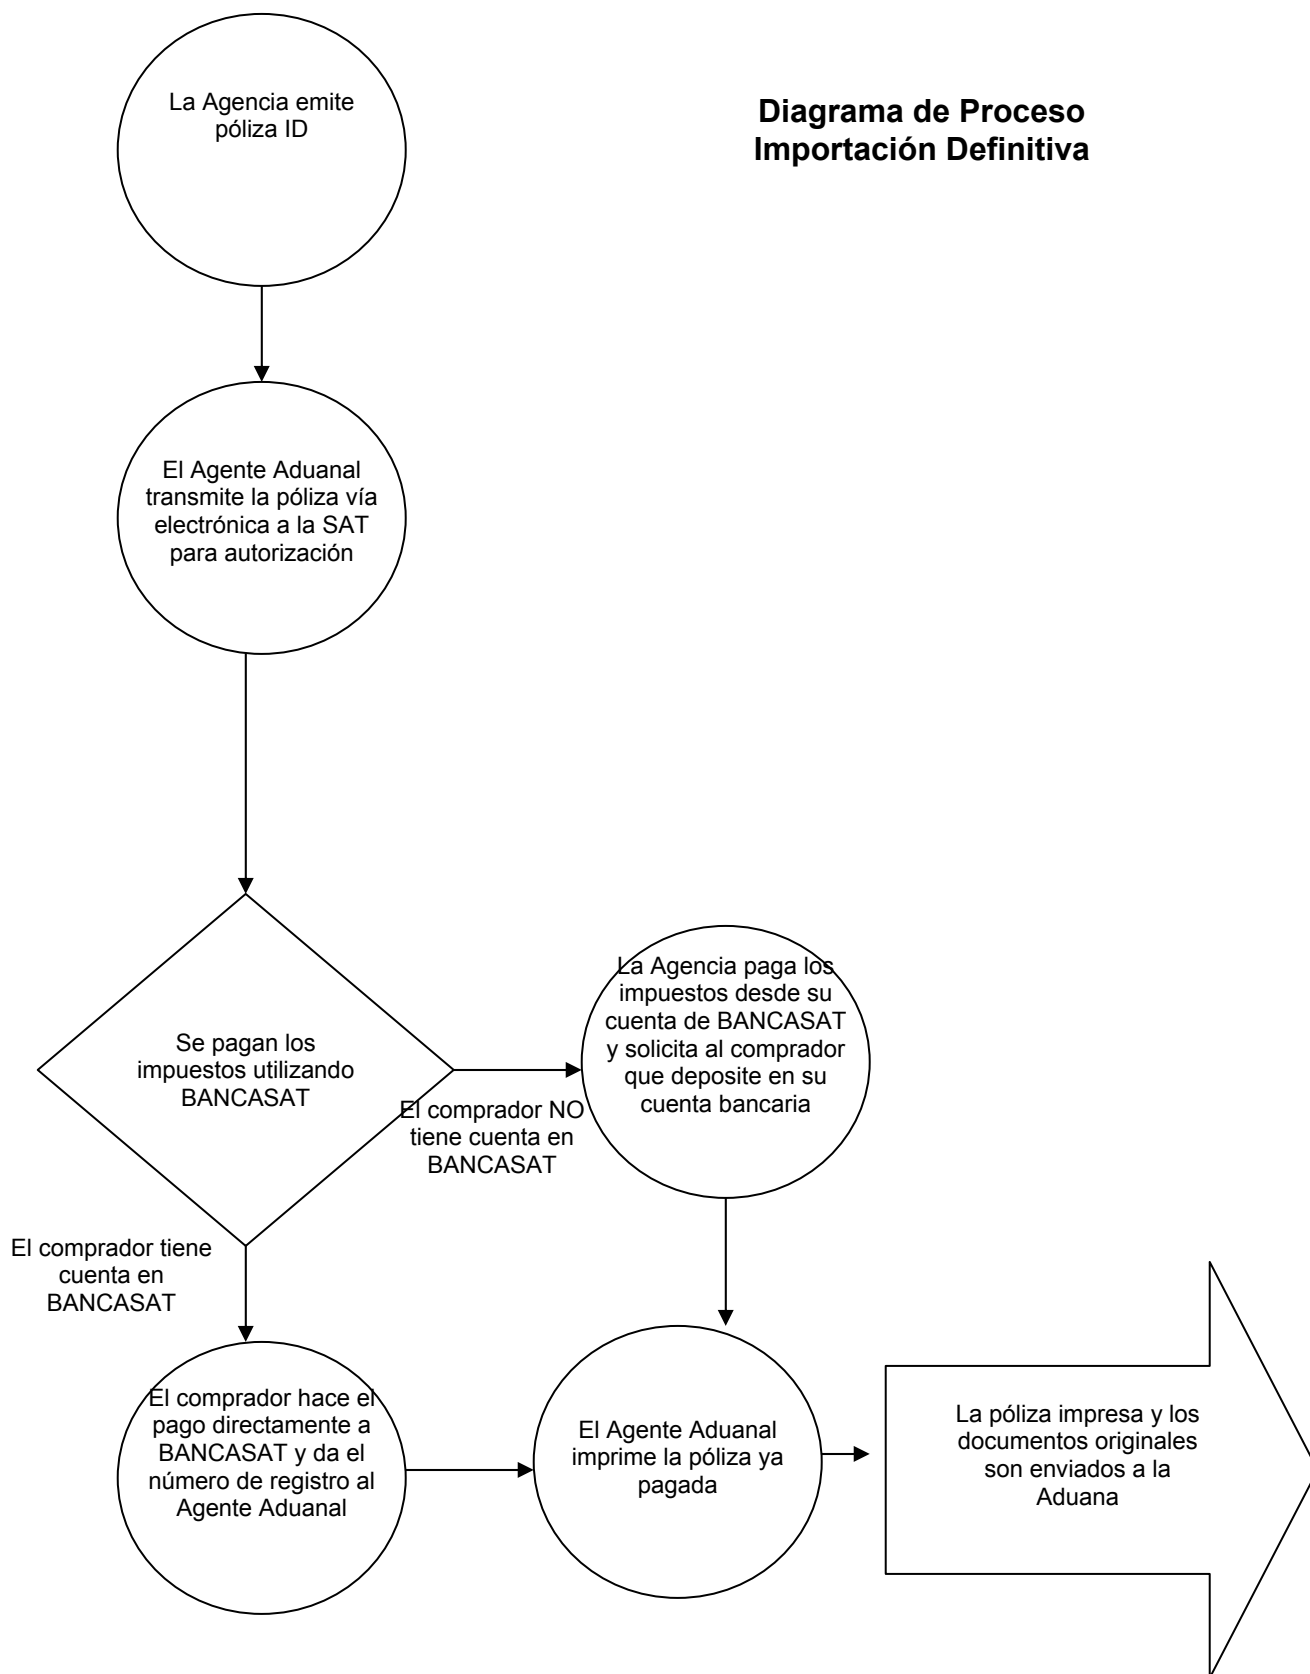 La Agencia emite
póliza ID
Diagrama de Proceso
Importación Definitiva
El Agente Aduanal
transmite la póliza vía
electrónica a la SAT
para autorización
Se pagan los
impuestos utilizando
BANCASAT
La Agencia paga los
impuestos desde su
cuenta de BANCASAT
y solicita al comprador
que deposite en su
cuenta bancaria
El comprador NO
tiene cuenta en
BANCASAT
El comprador tiene
cuenta en
BANCASAT
El comprador hace el
pago directamente a
BANCASAT y da el
número de registro al
Agente Aduanal
El Agente Aduanal
imprime la póliza ya
pagada
La póliza impresa y los
documentos originales
son enviados a la
Aduana